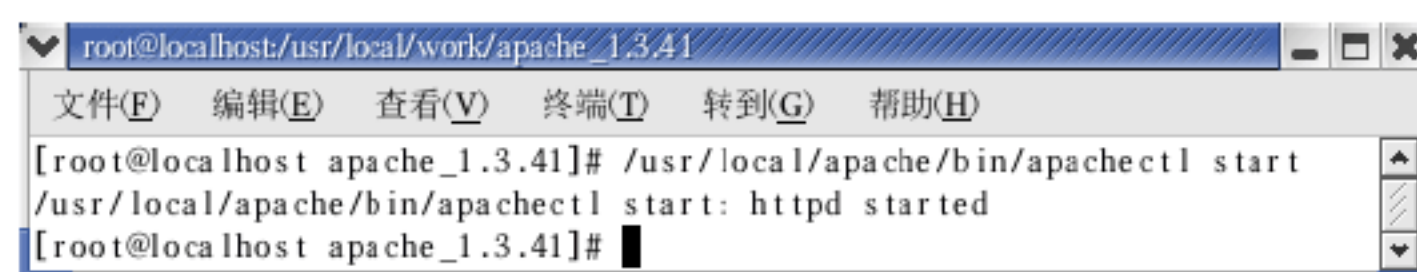 root@localhost:/usr/local/work/apache_1.3.41
文件(F) 编辑(E) 查看(V) 终端(T) 转到(G) 帮助(H)
[root@localhost apache_1.3.41]# /usr/local/apache/bin/apachectl start
/usr/local/apache/bin/apachectl start: httpd started
[root@localhost apache_1.3.41]#